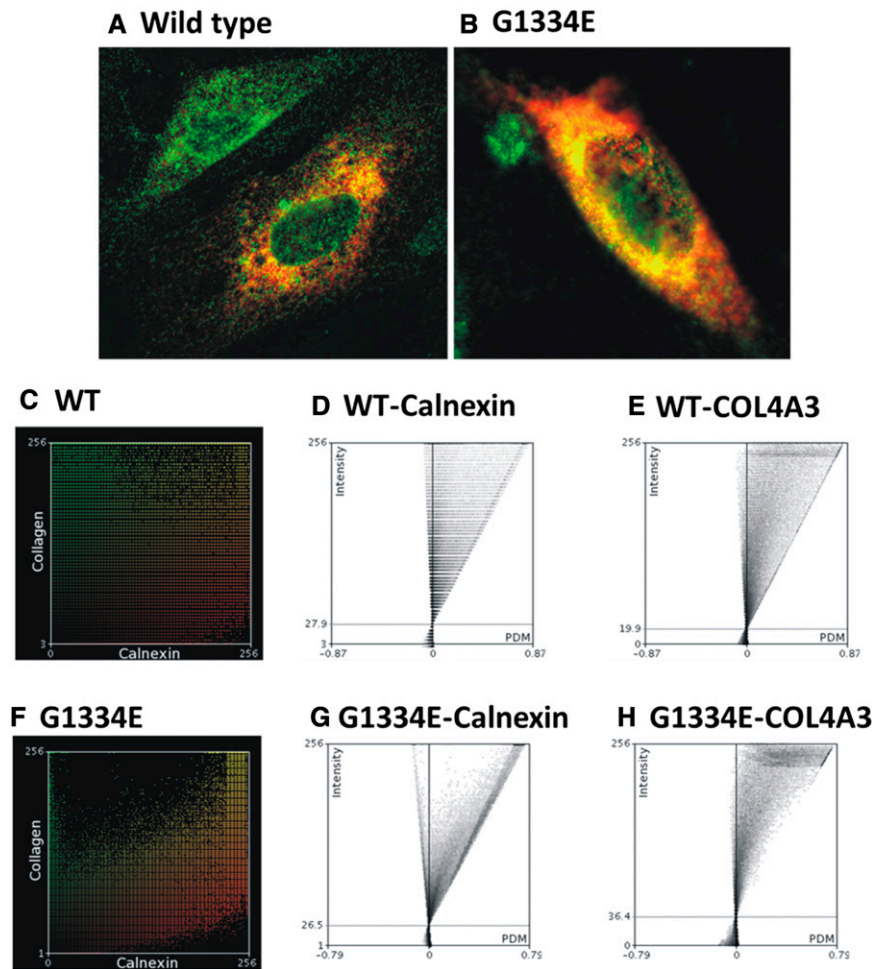 A Wild type
B G1334E
C WT
256
Collagen
3
Calnexin
256
D WT-Calnexin
256
Intensity
27.9
3
PDM
−0.87
0
0.87
E WT-COL4A3
256
Intensity
19.9
0
PDM
−0.87
0
0.87
F G1334E
256
Collagen
1
Calnexin
256
G G1334E-Calnexin
256
Intensity
26.5
1
PDM
−0.79
0
0.79
H G1334E-COL4A3
256
Intensity
36.4
0
PDM
−0.79
0
0.79